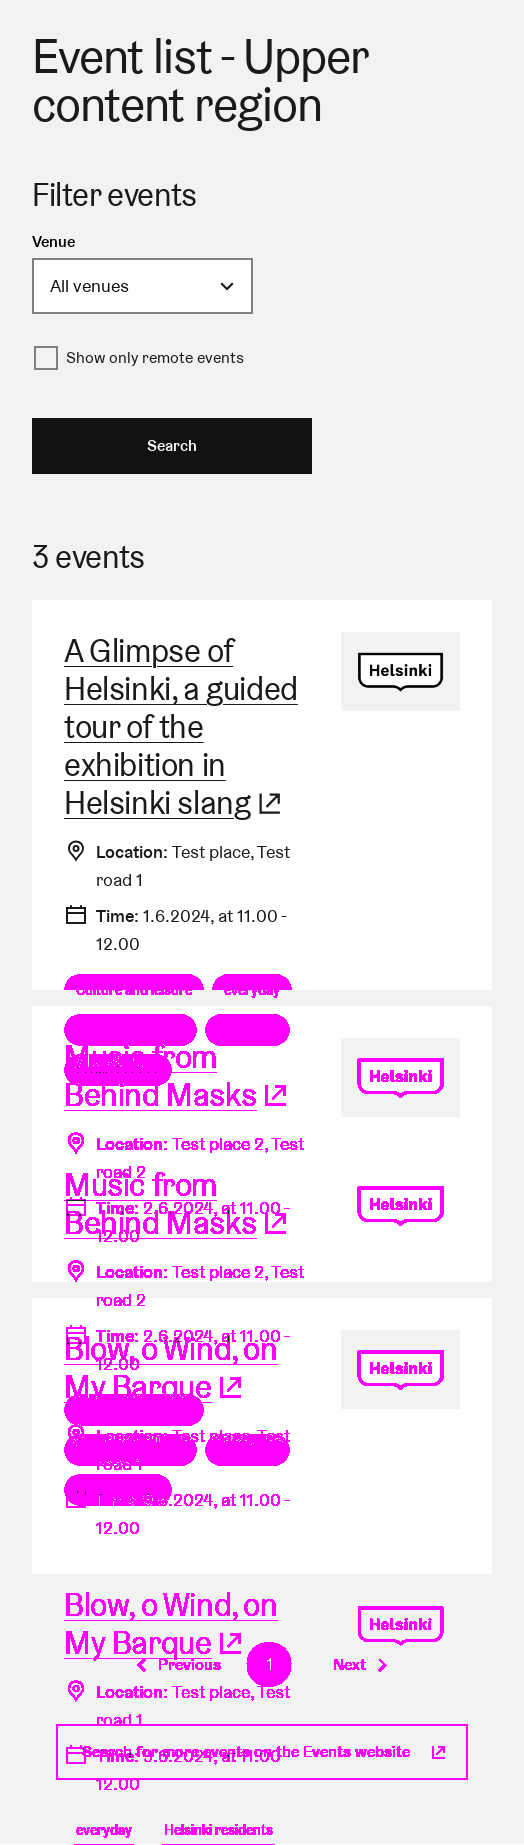 Event list - Upper
content region
Filter events
Venue
All venues
Show only remote events
Search
3 events
A Glimpse of
Helsinki, a guided
tour of the
exhibition in
Helsinki slang
Helsinki
Location: Test place, Test
road 1
Time: 1.6.2024, at 11.00 -
12.00
Culture and leisure everyday
Music from
Behind Masks
Helsinki
Location: Test place 2, Test
road 2
Music from
Behind Masks
Helsinki
Time: 2.6.2024, at 11.00 -
12.00
Location: Test place 2, Test
road 2
Time: 2.6.2024, at 11.00 -
12.00
Blow, o Wind, on
My Barque
Helsinki
Location: Test place, Test
road 1
2024, at 11.00 -
12.00
Blow, o Wind, on
My Barque
Helsinki
Previous 1 Next
Location: Test place, Test
road 1
Search for more events on the Events website
Time: 3.6.2024, at 11.00 -
12.00
everyday Helsinki residents